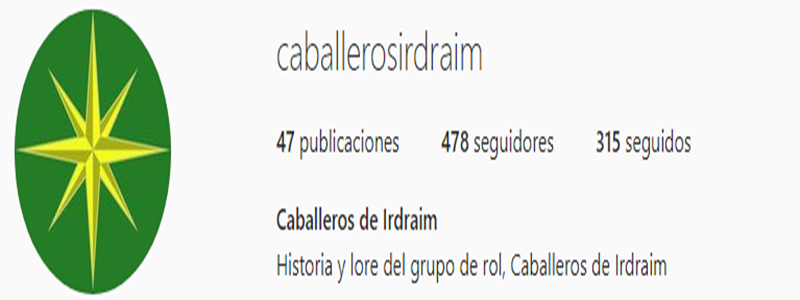 caballerosirdraim
47 publicaciones 478 seguidores 315 seguidos
Caballeros de Irdraim
Historia y lore del grupo de rol, Caballeros de Irdraim